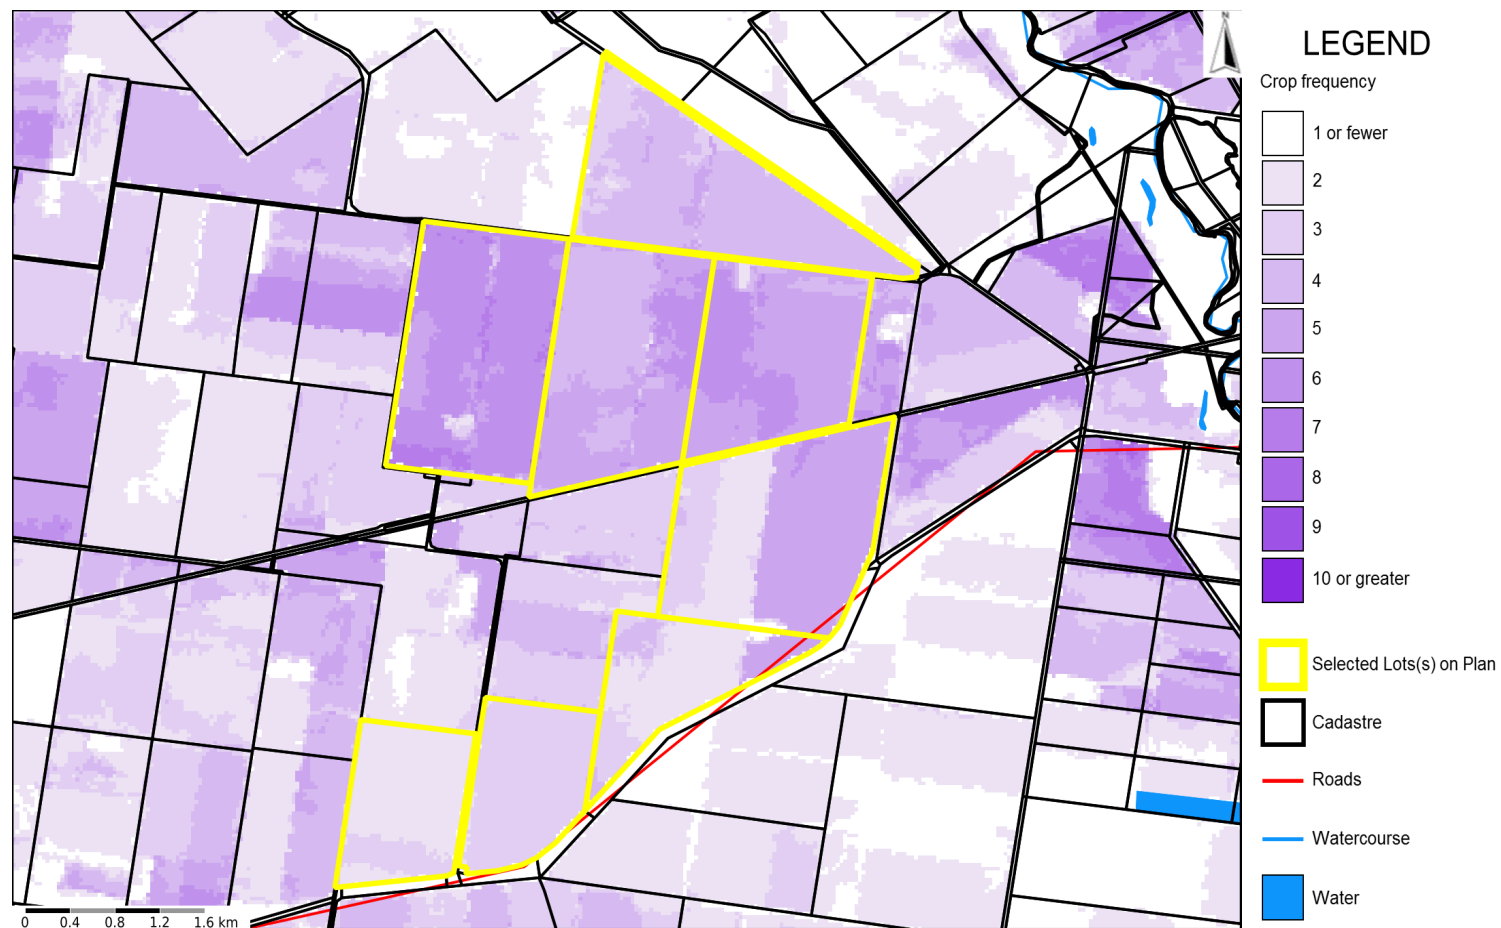 N
LEGEND
Crop frequency
1 or fewer
2
3
4
5
6
7
8
9
10 or greater
Selected Lots(s) on Plan
Cadastre
Roads
Watercourse
Water
0 0.4 0.8 1.2 1.6 km